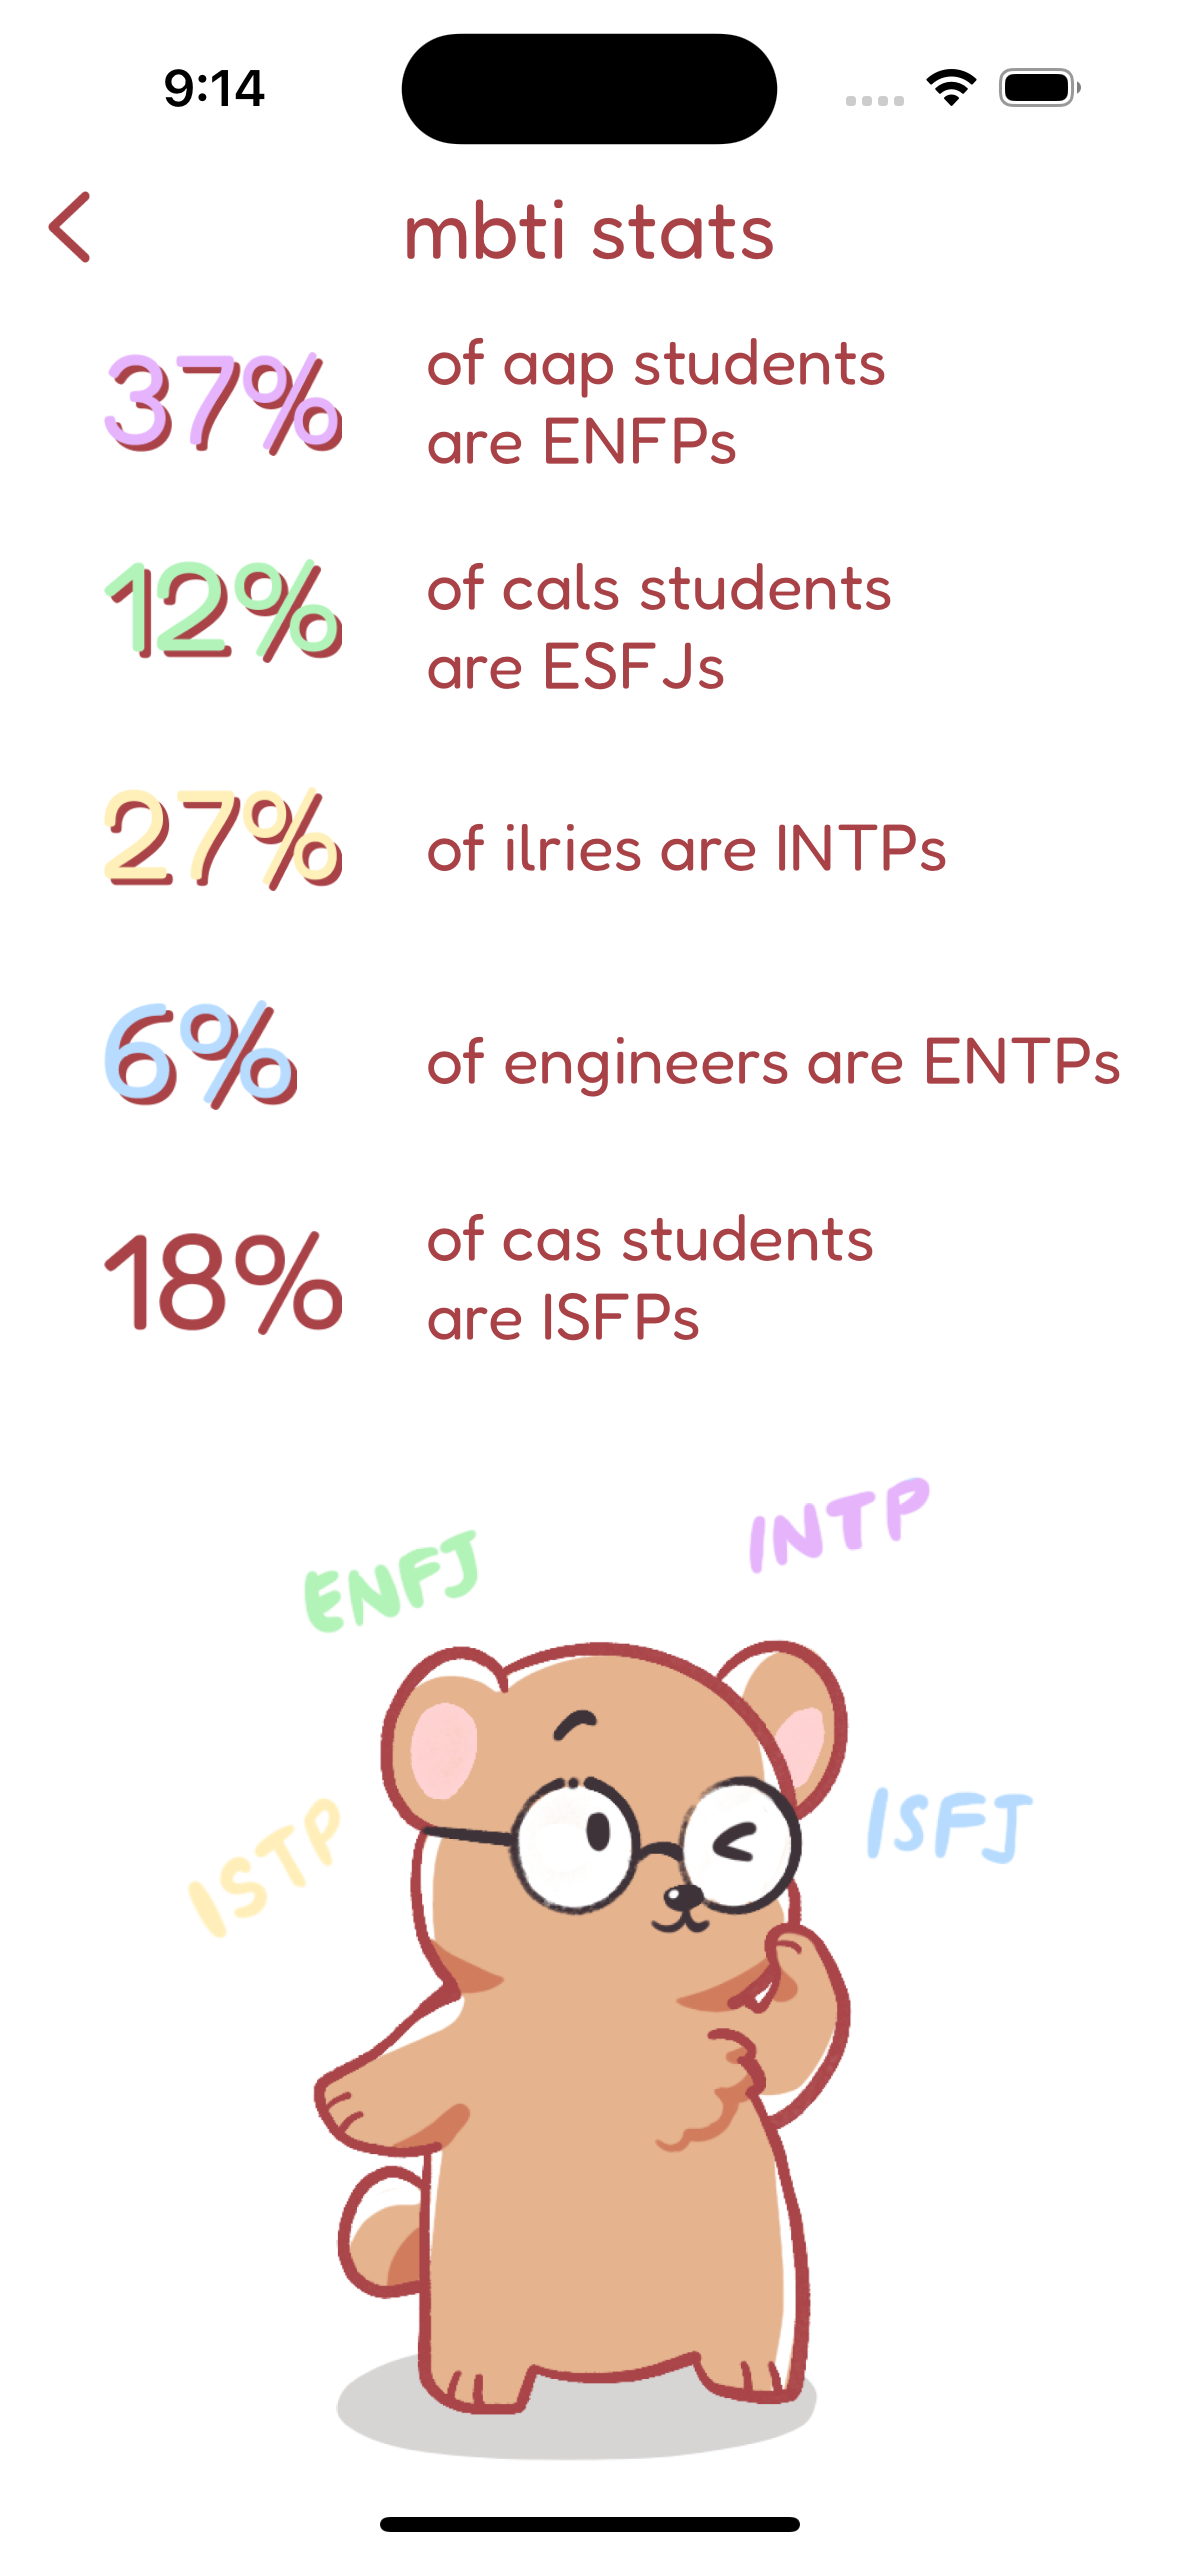 9:14
mbti stats
37%
of aap students
are ENFPs
12%
of cals students
are ESFJs
27%
of ilries are INTPs
6%
of engineers are ENTPs
18%
of cas students
are ISFPs
ENFJ
INTP
ISTP
ISFJ